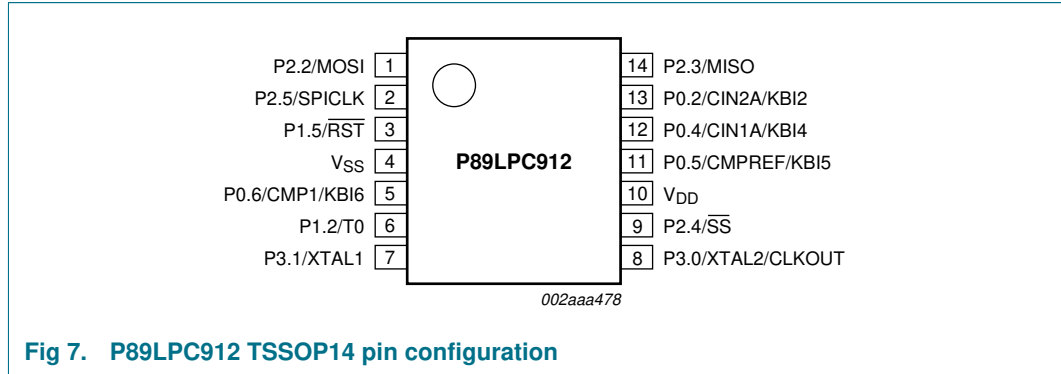 P2.2/MOSI 1
P2.5/SPICLK 2
P1.5/R̅S̅T̅ 3
VSS 4
P0.6/CMP1/KBI6 5
P1.2/T0 6
P3.1/XTAL1 7
P89LPC912
14 P2.3/MISO
13 P0.2/CIN2A/KBI2
12 P0.4/CIN1A/KBI4
11 P0.5/CMPREF/KBI5
10 VDD
9 P2.4/S̅S̅
8 P3.0/XTAL2/CLKOUT
002aaa478
Fig 7. P89LPC912 TSSOP14 pin configuration